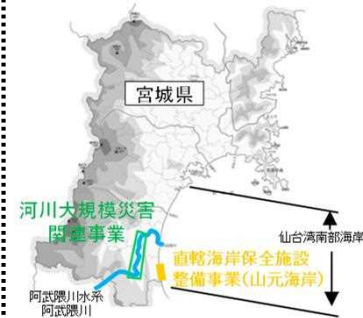 宮城県
河川大規模災害
関連事業
仙台湾南部海岸
直轄海岸保全施設
整備事業(山元海岸)
阿武隈川水系
阿武隈川